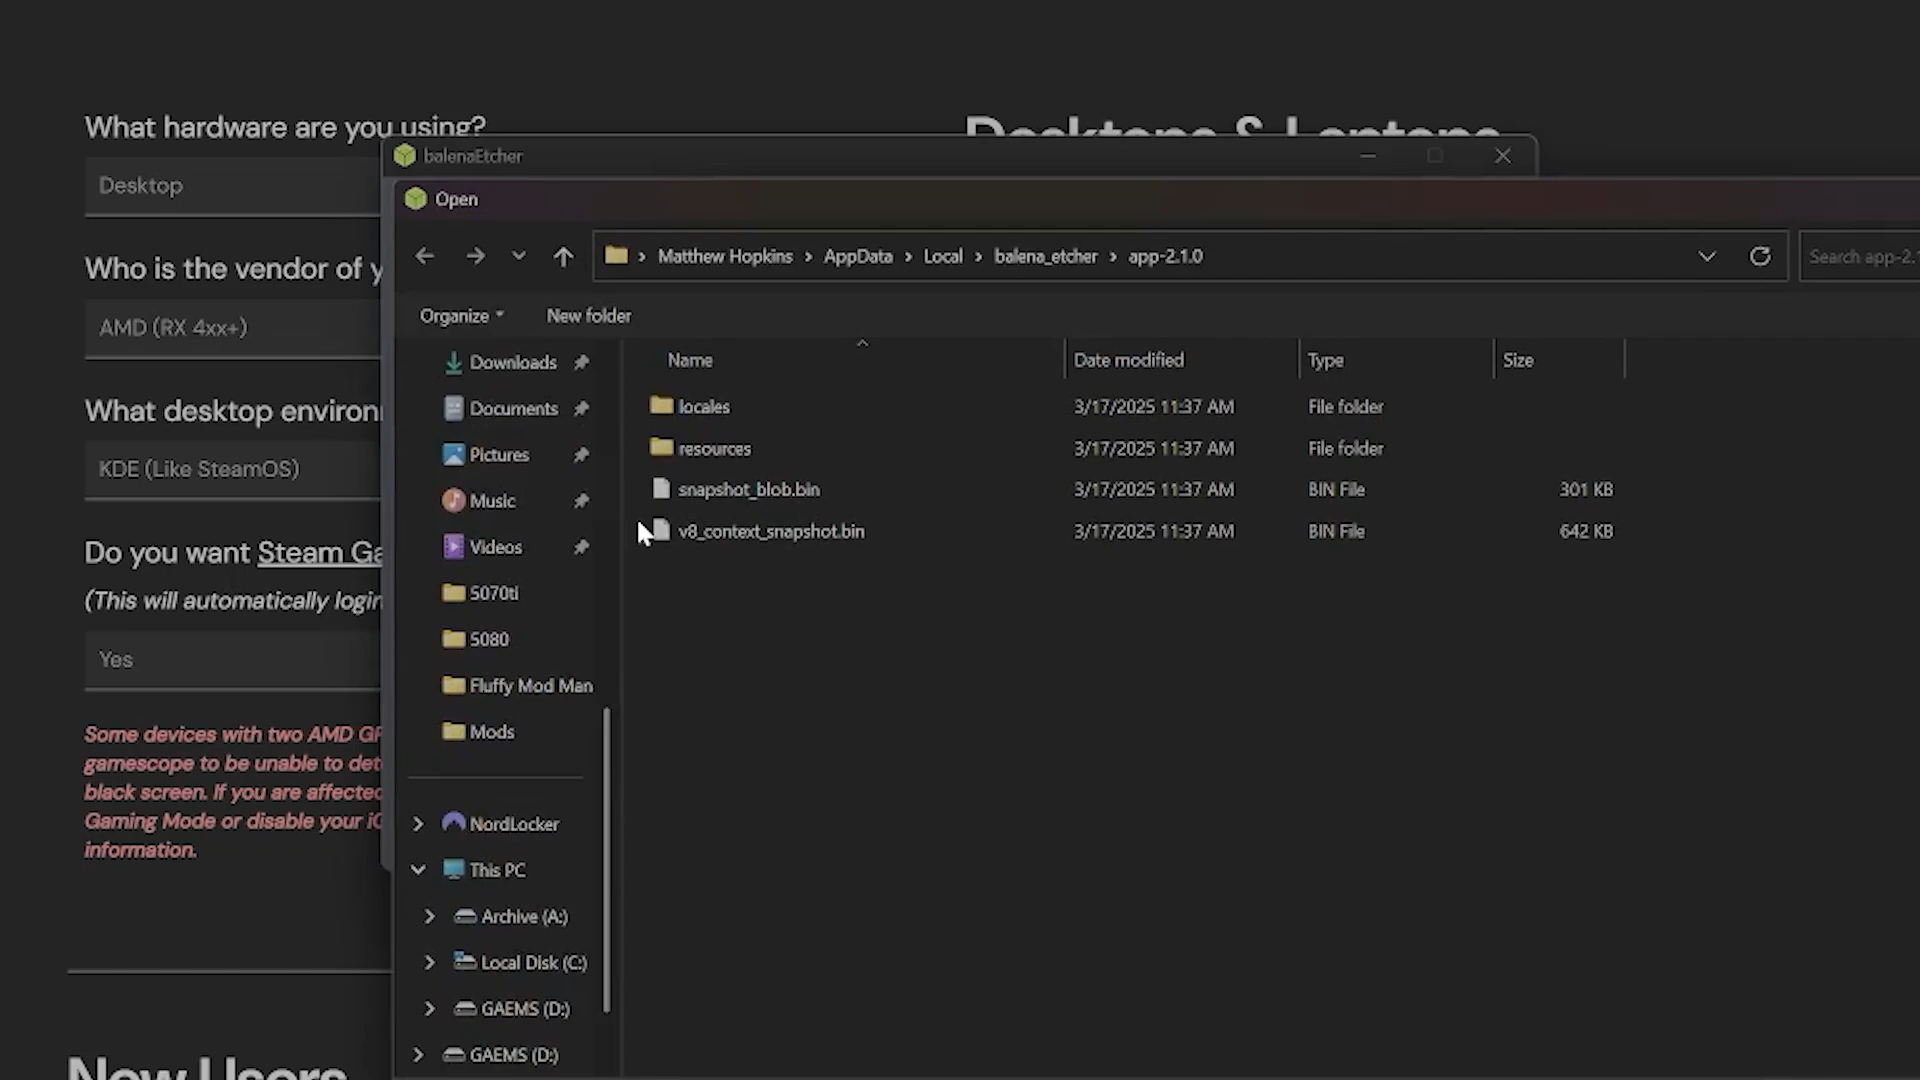 What hardware are you using?
Desktop
Who is the vendor of y
AMD (RX 4xx+)
What desktop environ
KDE (Like SteamOS)
Do you want Steam Ga
(This will automatically login
Yes
Some devices with two AMD GP
gamescope to be unable to det
black screen. If you are affected
Gaming Mode or disable your iG
information.
New Users
Desktops & Laptops
balenaEtcher
Open
Matthew Hopkins > AppData > Local > balena_etcher > app-2.1.0
Search app-2.1
Organize
New folder
Downloads
Documents
Pictures
Music
Videos
5070ti
5080
Fluffy Mod Man
Mods
NordLocker
This PC
Archive (A:)
Local Disk (C:)
GAEMS (D:)
GAEMS (D:)
Name Date modified Type Size
locales 3/17/2025 11:37 AM File folder
resources 3/17/2025 11:37 AM File folder
snapshot_blob.bin 3/17/2025 11:37 AM BIN File 301 KB
v8_context_snapshot.bin 3/17/2025 11:37 AM BIN File 642 KB